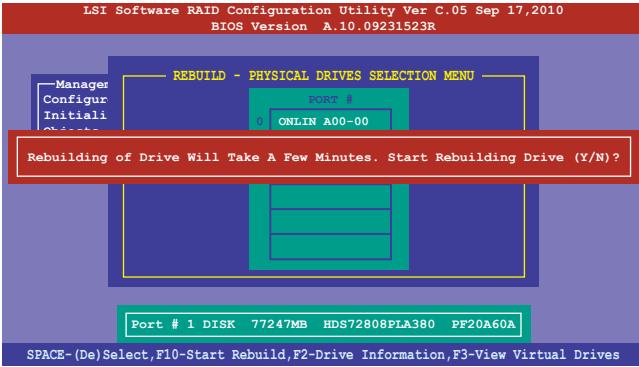 LSI Software RAID Configuration Utility Ver C.05 Sep 17,2010
BIOS Version A.10.09231523R
REBUILD - PHYSICAL DRIVES SELECTION MENU
Managem
PORT #
Configur
Initiali
0 ONLIN A00-00
Rebuilding of Drive Will Take A Few Minutes. Start Rebuilding Drive (Y/N)?
Port # 1 DISK 77247MB HDS72808PLA380 PF20A60A
SPACE-(De)Select,F10-Start Rebuild,F2-Drive Information,F3-View Virtual Drives